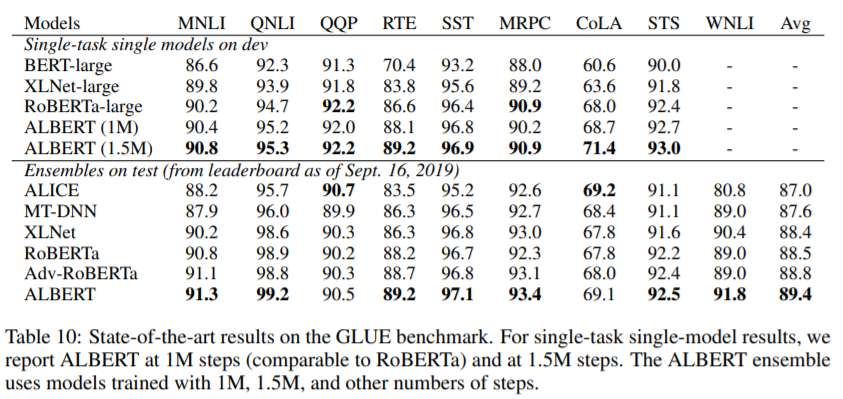 Models MNLI QNLI QQP RTE SST MRPC CoLA STS WNLI Avg
Single-task single models on dev
BERT-large 86.6 92.3 91.3 70.4 93.2 88.0 60.6 90.0 - -
XLNet-large 89.8 93.9 91.8 83.8 95.6 89.2 63.6 91.8 - -
RoBERTa-large 90.2 94.7 92.2 86.6 96.4 90.9 68.0 92.4 - -
ALBERT (1M) 90.4 95.2 92.0 88.1 96.8 90.2 68.7 92.7 - -
ALBERT (1.5M) 90.8 95.3 92.2 89.2 96.9 90.9 71.4 93.0 - -
Ensembles on test (from leaderboard as of Sept. 16, 2019)
ALICE 88.2 95.7 90.7 83.5 95.2 92.6 69.2 91.1 80.8 87.0
MT-DNN 87.9 96.0 89.9 86.3 96.5 92.7 68.4 91.1 89.0 87.6
XLNet 90.2 98.6 90.3 86.3 96.8 93.0 67.8 91.6 90.4 88.4
RoBERTa 90.8 98.9 90.2 88.2 96.7 92.3 67.8 92.2 89.0 88.5
Adv-RoBERTa 91.1 98.8 90.3 88.7 96.8 93.1 68.0 92.4 89.0 88.8
ALBERT 91.3 99.2 90.5 89.2 97.1 93.4 69.1 92.5 91.8 89.4
Table 10: State-of-the-art results on the GLUE benchmark. For single-task single-model results, we
report ALBERT at 1M steps (comparable to RoBERTa) and at 1.5M steps. The ALBERT ensemble
uses models trained with 1M, 1.5M, and other numbers of steps.